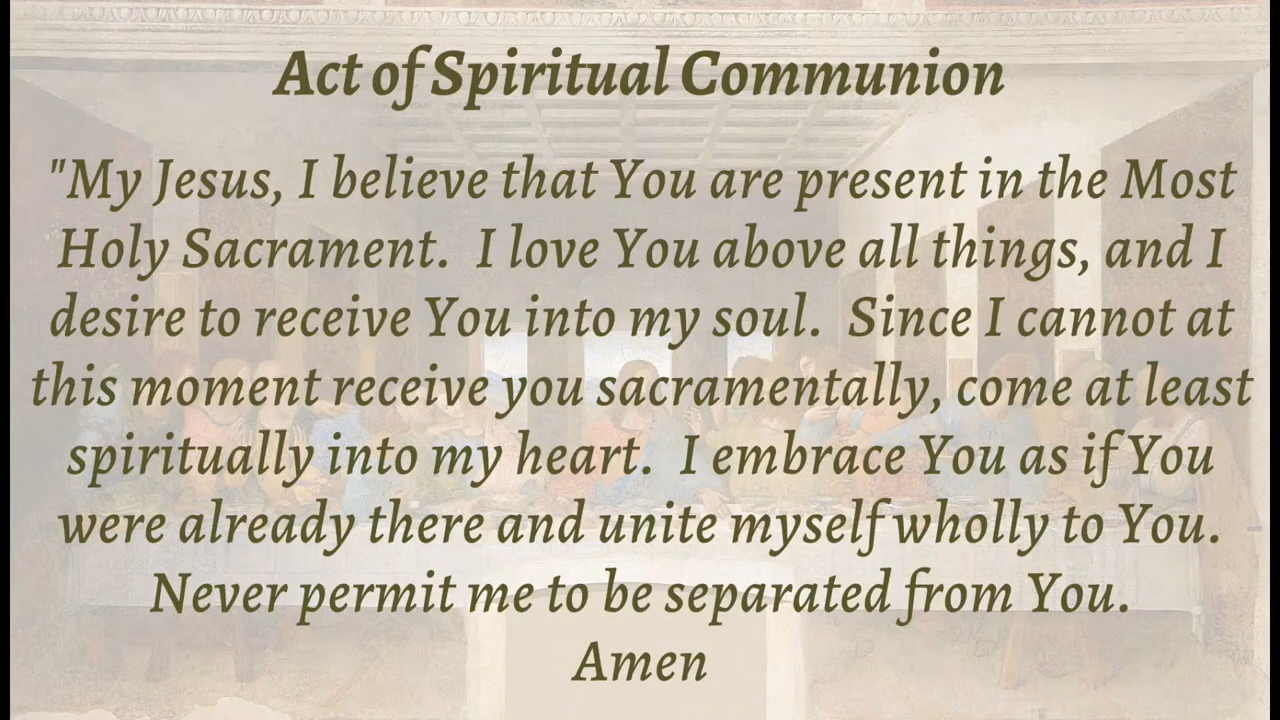 Act of Spiritual Communion
"My Jesus, I believe that You are present in the Most
Holy Sacrament.  I love You above all things, and I
desire to receive You into my soul.  Since I cannot at
this moment receive you sacramentally, come at least
spiritually into my heart.  I embrace You as if You
were already there and unite myself wholly to You.
Never permit me to be separated from You.
Amen